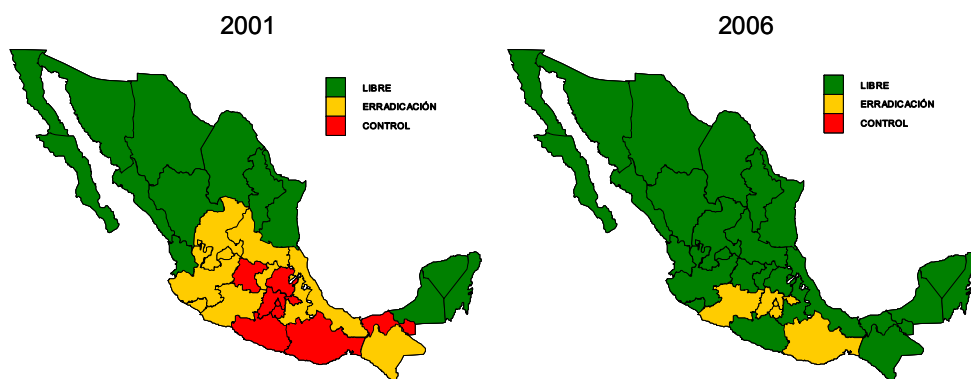 2001
LIBRE
ERRADICACIÓN
CONTROL
2006
LIBRE
ERRADICACIÓN
CONTROL